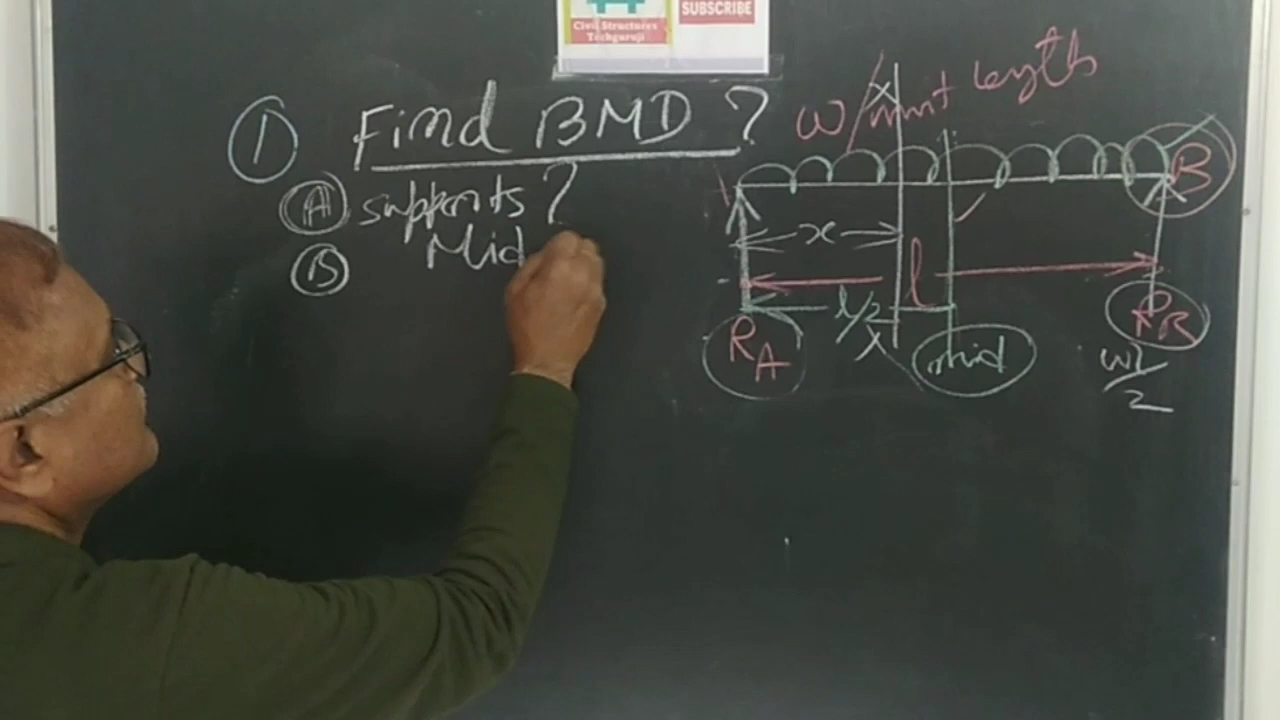 Civil Structures
Techguruji
SUBSCRIBE
① Find BMD ?
Ⓐ supports ?
Ⓑ Mid
w/unit length
X
B
x
l
l/2
X
RA
mid
RB
wl/2